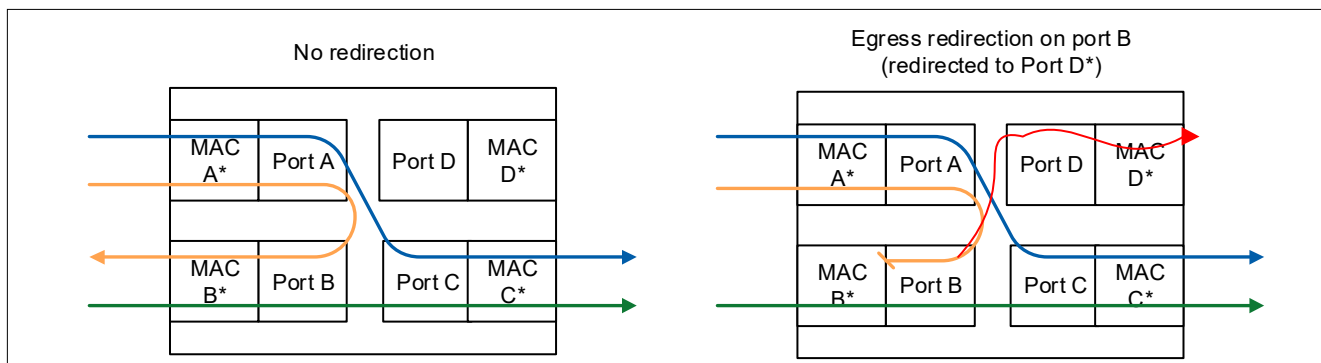 No redirection
MAC
A*
Port A
Port D
MAC
D*
MAC
B*
Port B
Port C
MAC
C*
Egress redirection on port B
(redirected to Port D*)
MAC
A*
Port A
Port D
MAC
D*
MAC
B*
Port B
Port C
MAC
C*